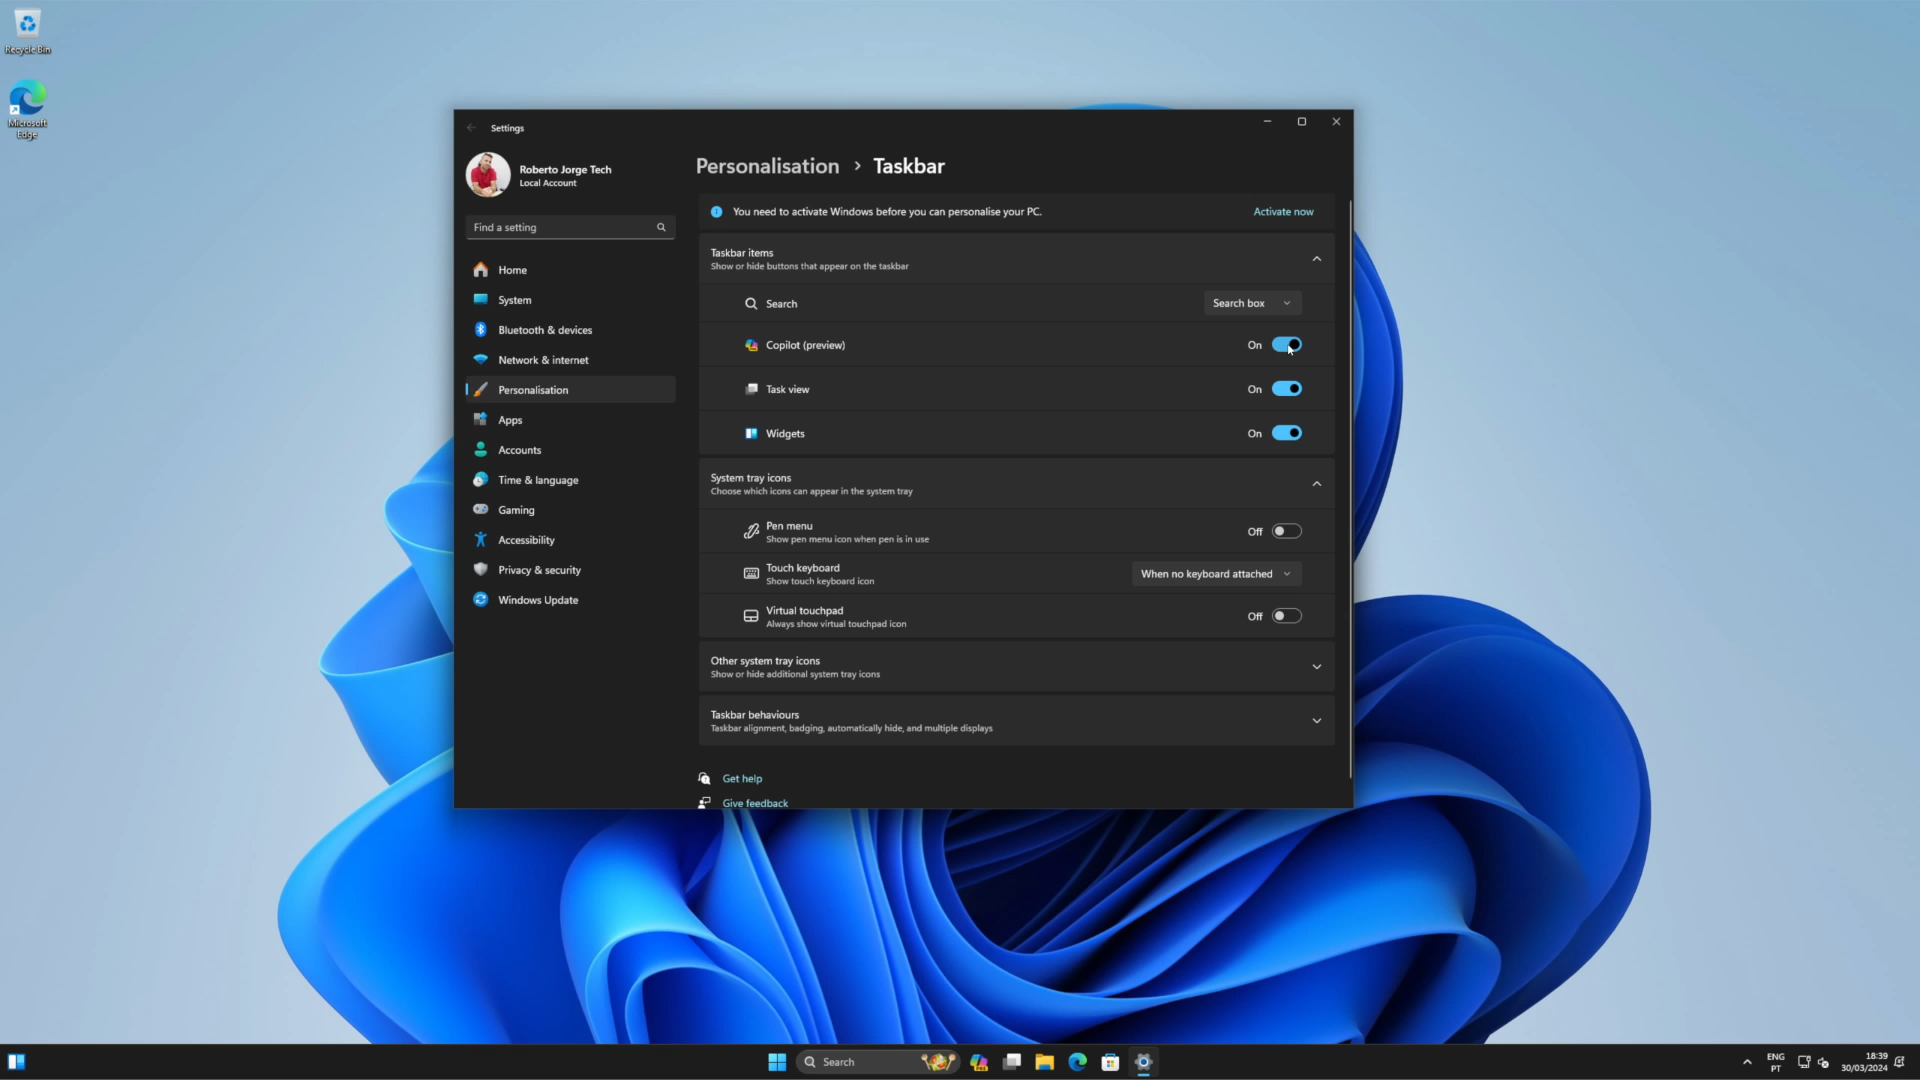 Recycle Bin
Microsoft
Edge
Settings
Roberto Jorge Tech
Local Account
Find a setting
Home
System
Bluetooth & devices
Network & internet
Personalisation
Apps
Accounts
Time & language
Gaming
Accessibility
Privacy & security
Windows Update
Personalisation > Taskbar
You need to activate Windows before you can personalise your PC.
Activate now
Taskbar items
Show or hide buttons that appear on the taskbar
Search
Search box
Copilot (preview)
On
Task view
On
Widgets
On
System tray icons
Choose which icons can appear in the system tray
Pen menu
Show pen menu icon when pen is in use
Off
Touch keyboard
Show touch keyboard icon
When no keyboard attached
Virtual touchpad
Always show virtual touchpad icon
Off
Other system tray icons
Show or hide additional system tray icons
Taskbar behaviours
Taskbar alignment, badging, automatically hide, and multiple displays
Get help
Give feedback
Search
ENG
PT
18:39
30/03/2024